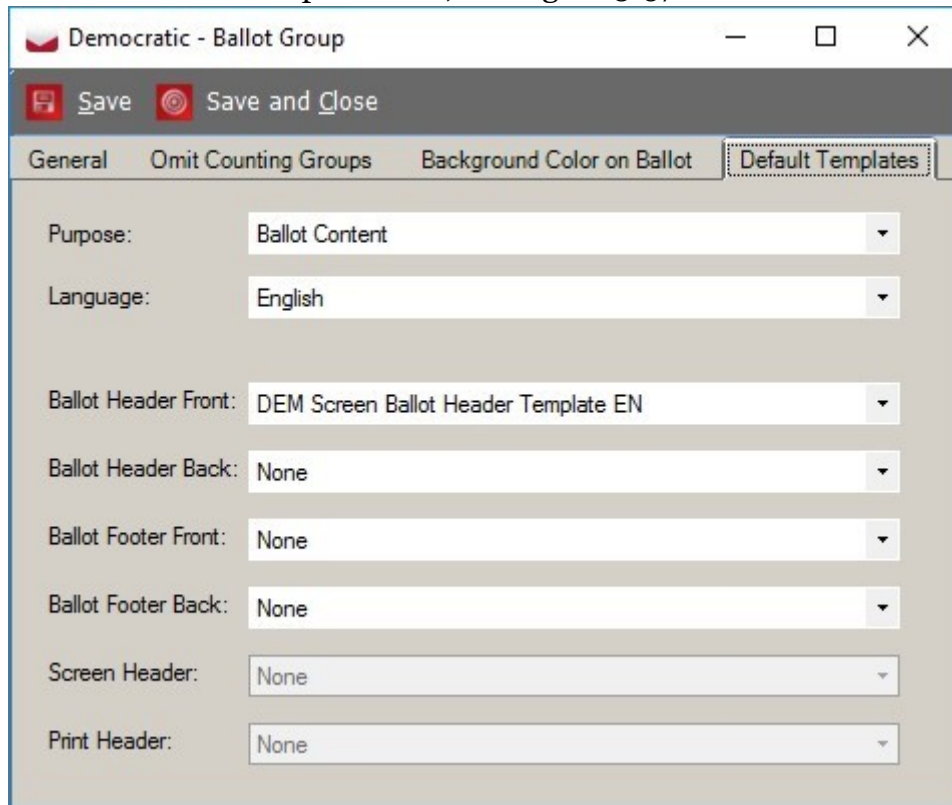 Democratic - Ballot Group
Save Save and Close
General Omit Counting Groups Background Color on Ballot Default Templates
Purpose: Ballot Content
Language: English
Ballot Header Front: DEM Screen Ballot Header Template EN
Ballot Header Back: None
Ballot Footer Front: None
Ballot Footer Back: None
Screen Header: None
Print Header: None